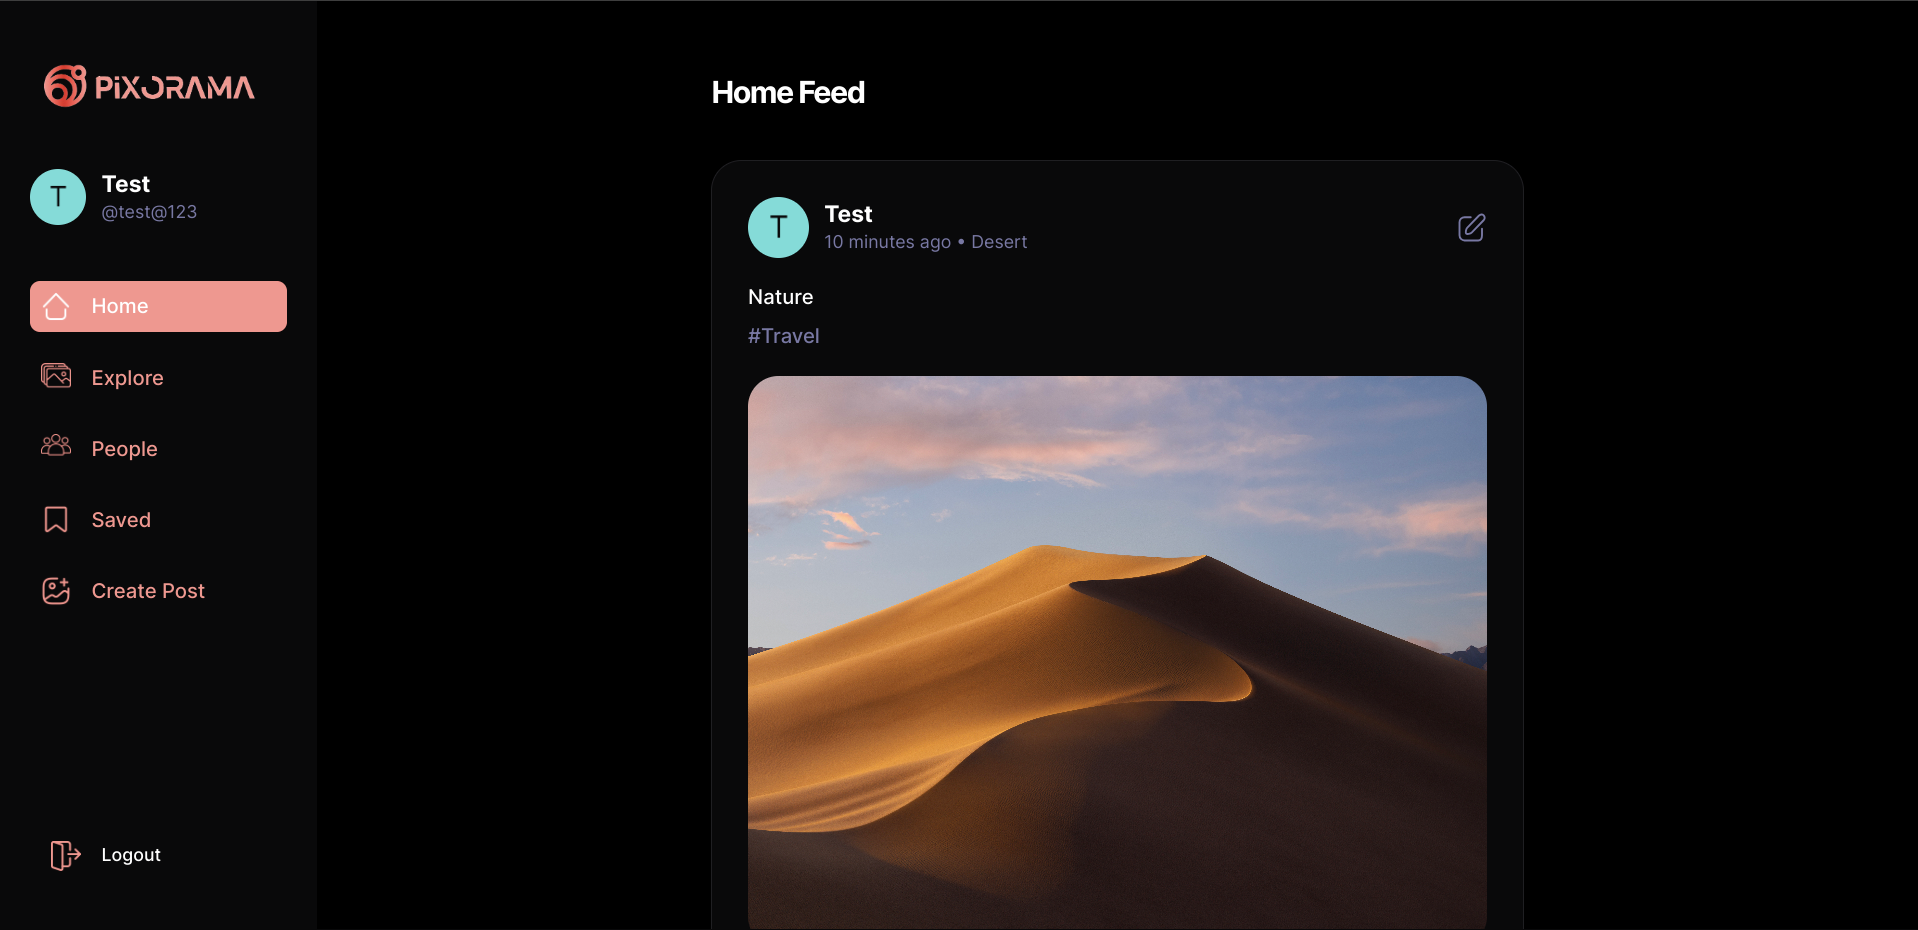 PiXORAMA
T
Test
@test@123
Home
Explore
People
Saved
Create Post
Logout
Home Feed
T
Test
10 minutes ago • Desert
Nature
#Travel